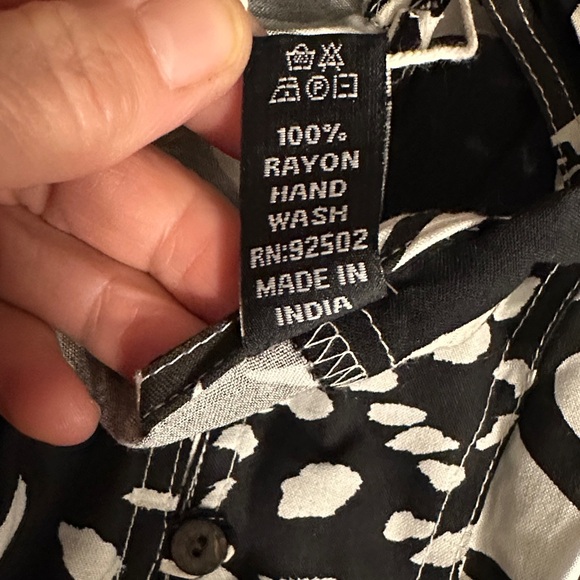 P
100%
RAYON
HAND
WASH
RN:92502
MADE IN
INDIA